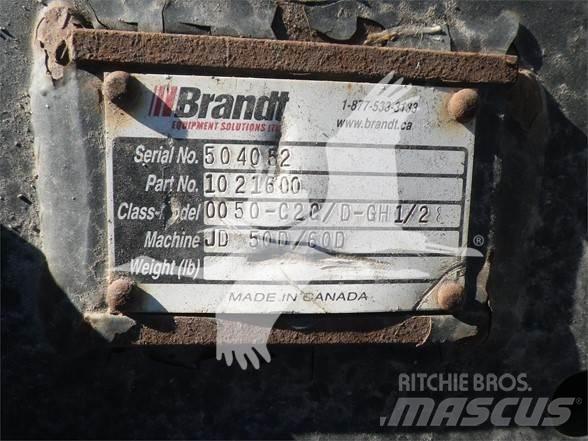 Brandt
EQUIPMENT SOLUTIONS LTD.
1-877-533-3133
www.brandt.ca
Serial No. 504082
Part No. 1021600
Class-Model 0050-C2C/D-GH1/28
Machine JD 50D/60D
Weight (lb)
MADE IN CANADA
®
RITCHIE BROS.
MASCUS